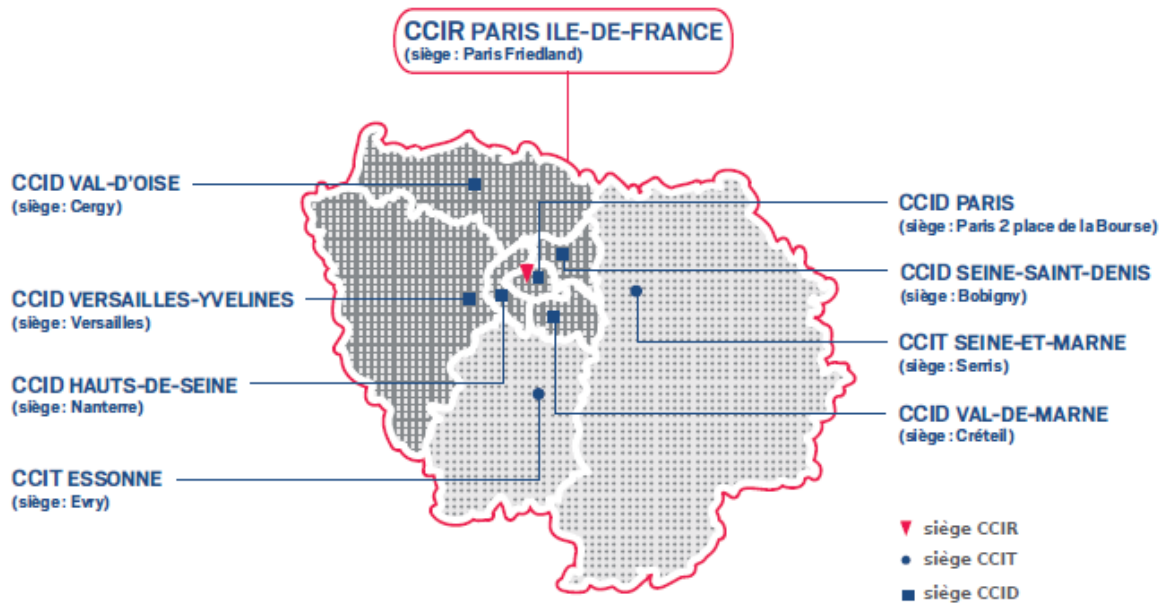 CCIR PARIS ILE-DE-FRANCE
(siège : Paris Friedland)
CCID VAL-D'OISE
(siège : Cergy)
CCID VERSAILLES-YVELINES
(siège : Versailles)
CCID HAUTS-DE-SEINE
(siège : Nanterre)
CCIT ESSONNE
(siège : Evry)
CCID PARIS
(siège : Paris 2 place de la Bourse)
CCID SEINE-SAINT-DENIS
(siège : Bobigny)
CCIT SEINE-ET-MARNE
(siège : Serris)
CCID VAL-DE-MARNE
(siège : Créteil)
siège CCIR
siège CCIT
siège CCID